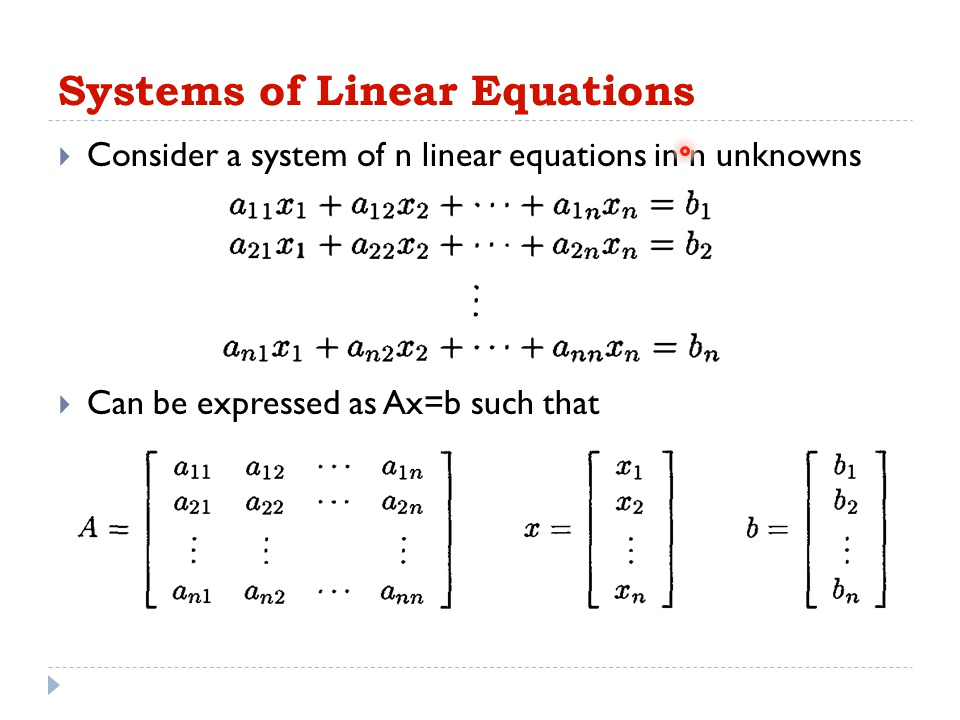 Systems of Linear Equations
Consider a system of n linear equations in n unknowns
a₁₁x₁ + a₁₂x₂ + ⋯ + a₁ₙxₙ = b₁
a₂₁x₁ + a₂₂x₂ + ⋯ + a₂ₙxₙ = b₂
⋮
aₙ₁x₁ + aₙ₂x₂ + ⋯ + aₙₙxₙ = bₙ
Can be expressed as Ax=b such that
A = [ a₁₁ a₁₂ ⋯ a₁ₙ x = [ x₁ b = [ b₁
a₂₁ a₂₂ ⋯ a₂ₙ x₂ b₂
⋮ ⋮ ⋮ ⋮ ⋮
aₙ₁ aₙ₂ ⋯ aₙₙ ] xₙ ] bₙ ]